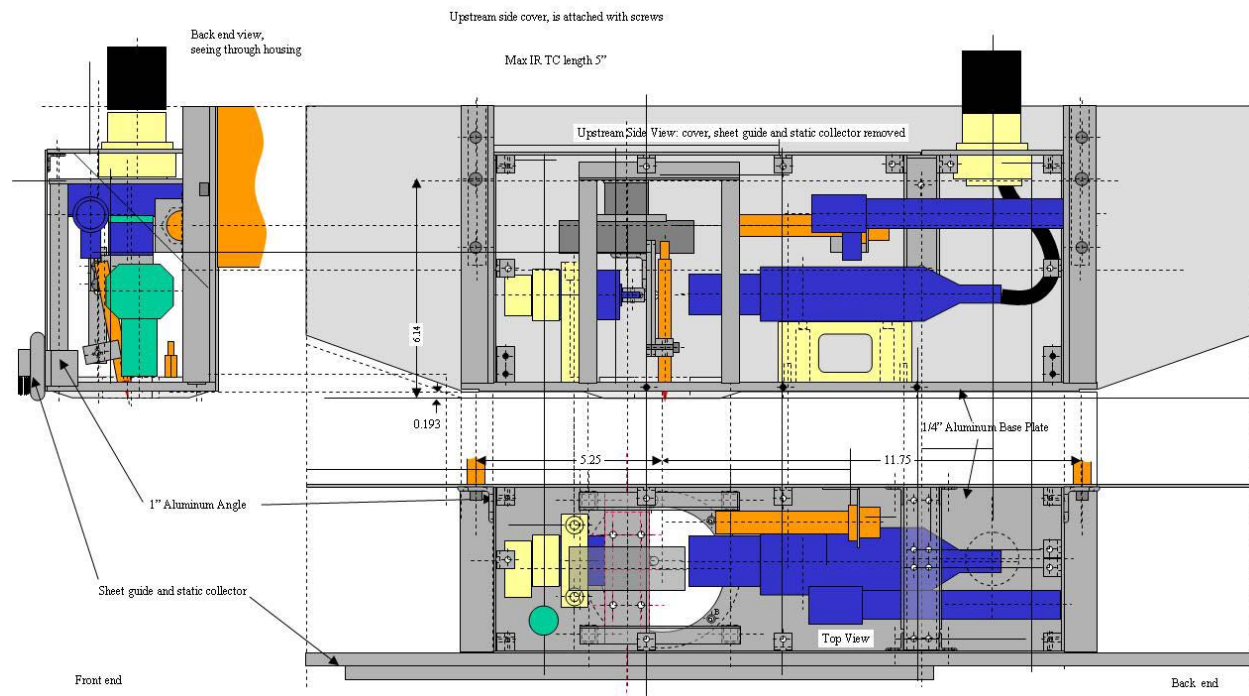 Upstream side cover, is attached with screws
Back end view,
seeing through housing
Max IR TC length 5”
Upstream Side View: cover, sheet guide and static collector removed
6.14
0.193
1/4” Aluminum Base Plate
5.25
11.75
1” Aluminum Angle
Sheet guide and static collector
B
Top View
Front end
Back end